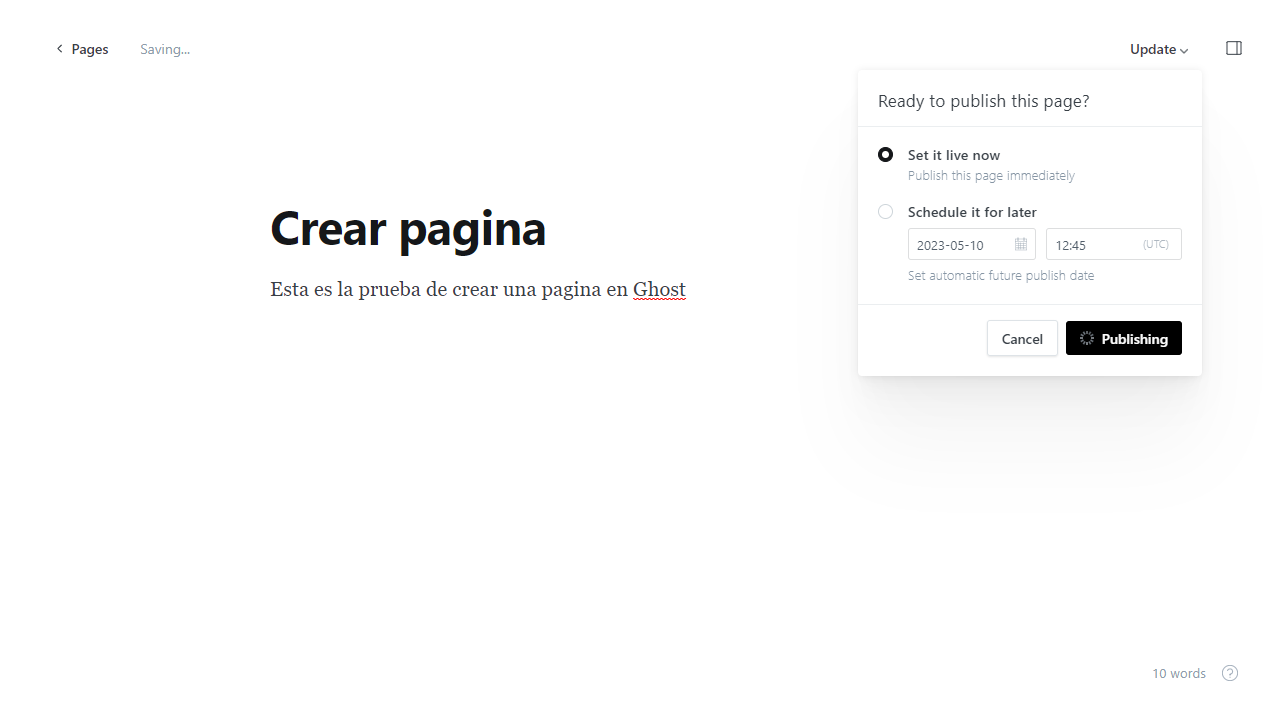 Pages
Saving...
Update
Ready to publish this page?
Set it live now
Publish this page immediately
Schedule it for later
2023-05-10
12:45
(UTC)
Set automatic future publish date
Cancel
Publishing
Crear pagina
Esta es la prueba de crear una pagina en Ghost
10 words
?